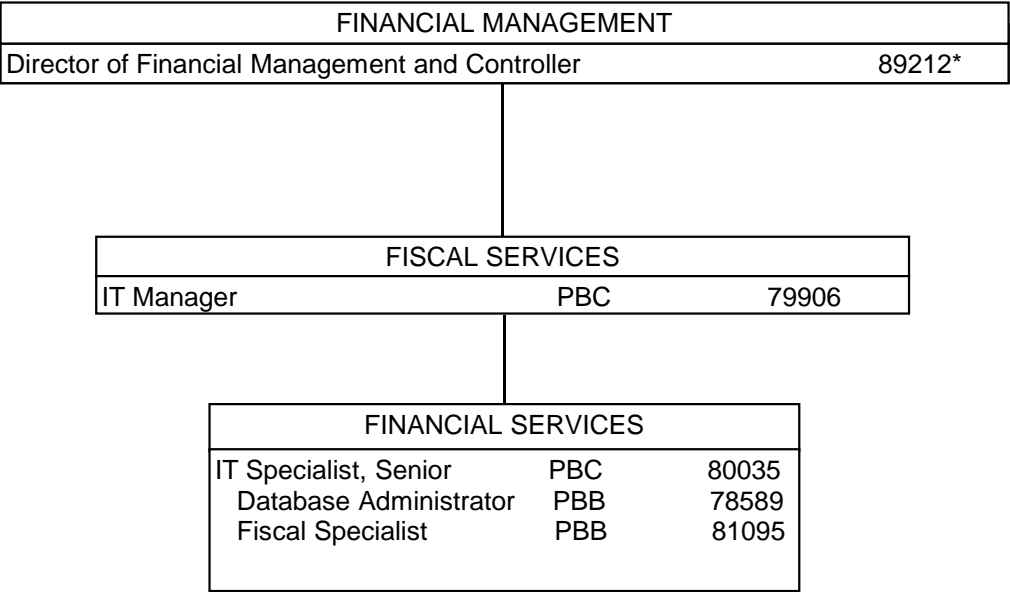 FINANCIAL MANAGEMENT
Director of Financial Management and Controller 89212*
FISCAL SERVICES
IT Manager PBC 79906
FINANCIAL SERVICES
IT Specialist, Senior PBC 80035
Database Administrator PBB 78589
Fiscal Specialist PBB 81095